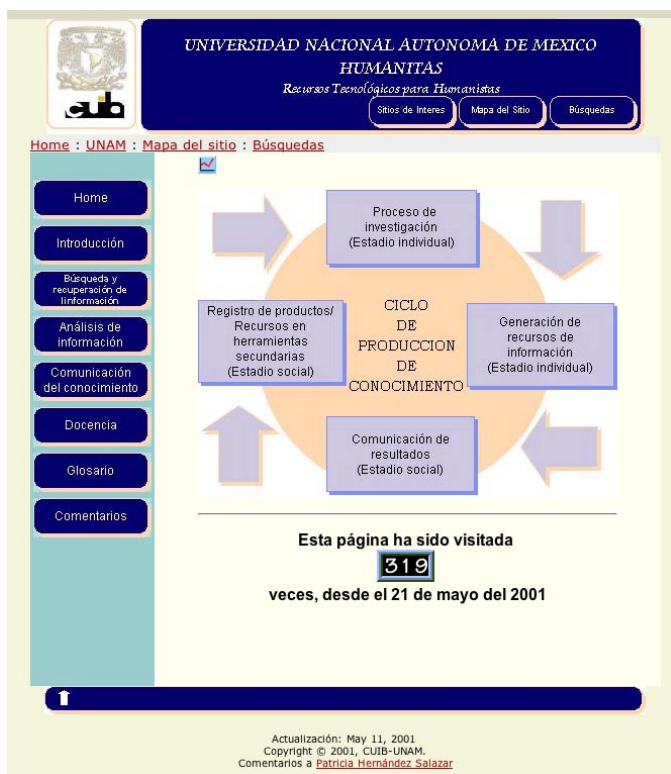 UNIVERSIDAD NACIONAL AUTONOMA DE MEXICO
HUMANITAS
Recursos Tecnológicos para Humanistas
Sitios de Interes
Mapa del Sitio
Búsquedas
cuib
Home : UNAM : Mapa del sitio : Búsquedas
Home
Introducción
Búsqueda y
recuperación de
Iinformación
Análisis de
información
Comunicación
del conocimiento
Docencia
Glosario
Comentarios
Proceso de
investigación
(Estadio individual)
Registro de productos/
Recursos en
herramientas
secundarias
(Estadio social)
CICLO
DE
PRODUCCION
DE
CONOCIMIENTO
Generación de
recursos de
información
(Estadio individual)
Comunicación de
resultados
(Estadio social)
Esta página ha sido visitada
319
veces, desde el 21 de mayo del 2001
Actualización: May 11, 2001
Copyright © 2001, CUIB-UNAM.
Comentarios a Patricia Hernández Salazar